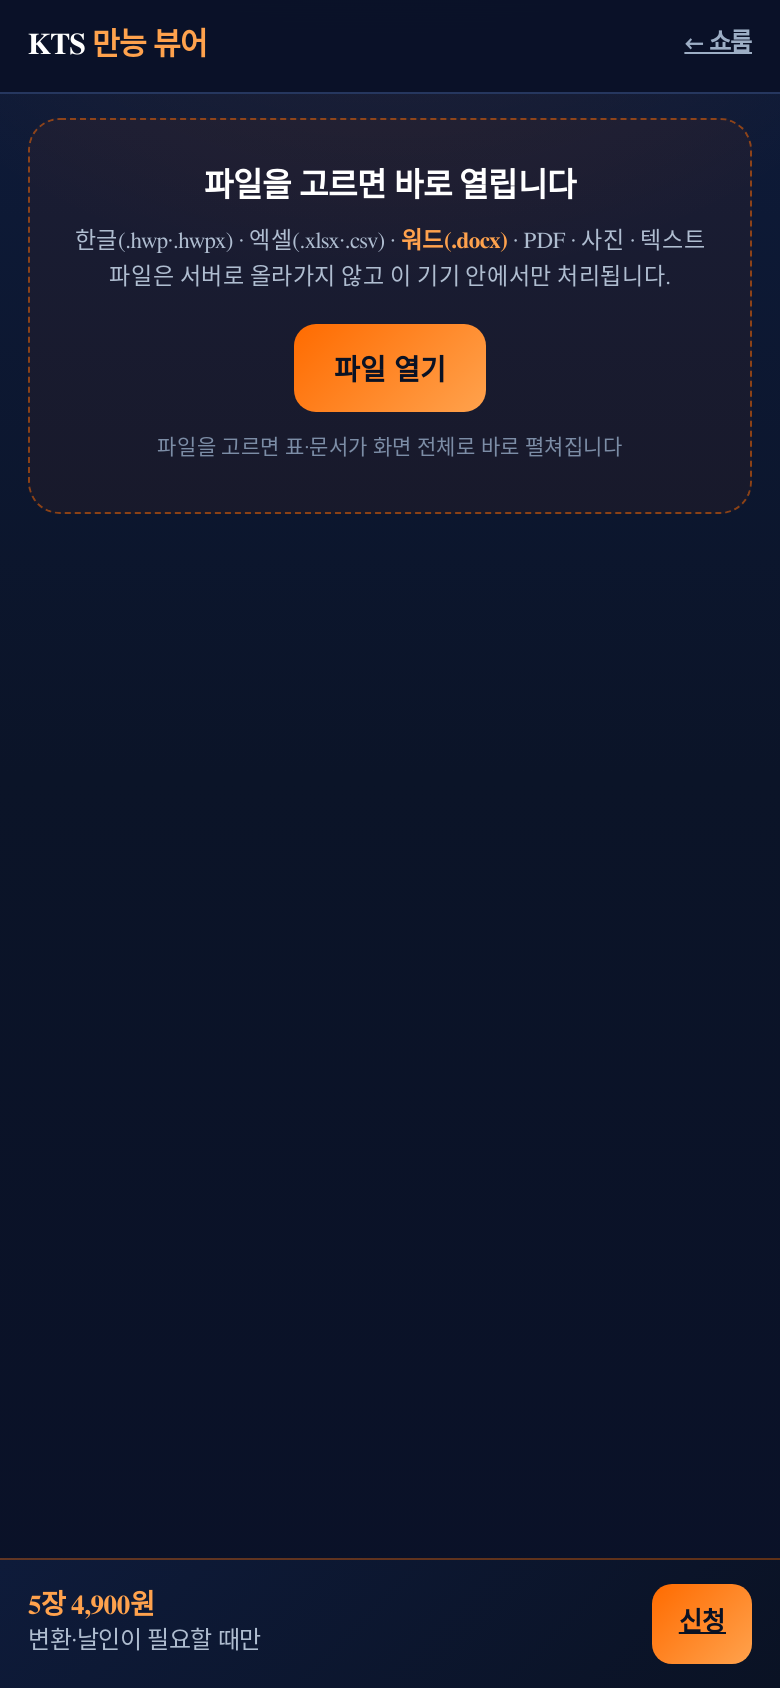 KTS 만능 뷰어
← 쇼룸
파일을 고르면 바로 열립니다
한글(.hwp·.hwpx) · 엑셀(.xlsx·.csv) · 워드(.docx) · PDF · 사진 · 텍스트
파일은 서버로 올라가지 않고 이 기기 안에서만 처리됩니다.
파일 열기
파일을 고르면 표·문서가 화면 전체로 바로 펼쳐집니다
5장 4,900원
변환·날인이 필요할 때만
신청